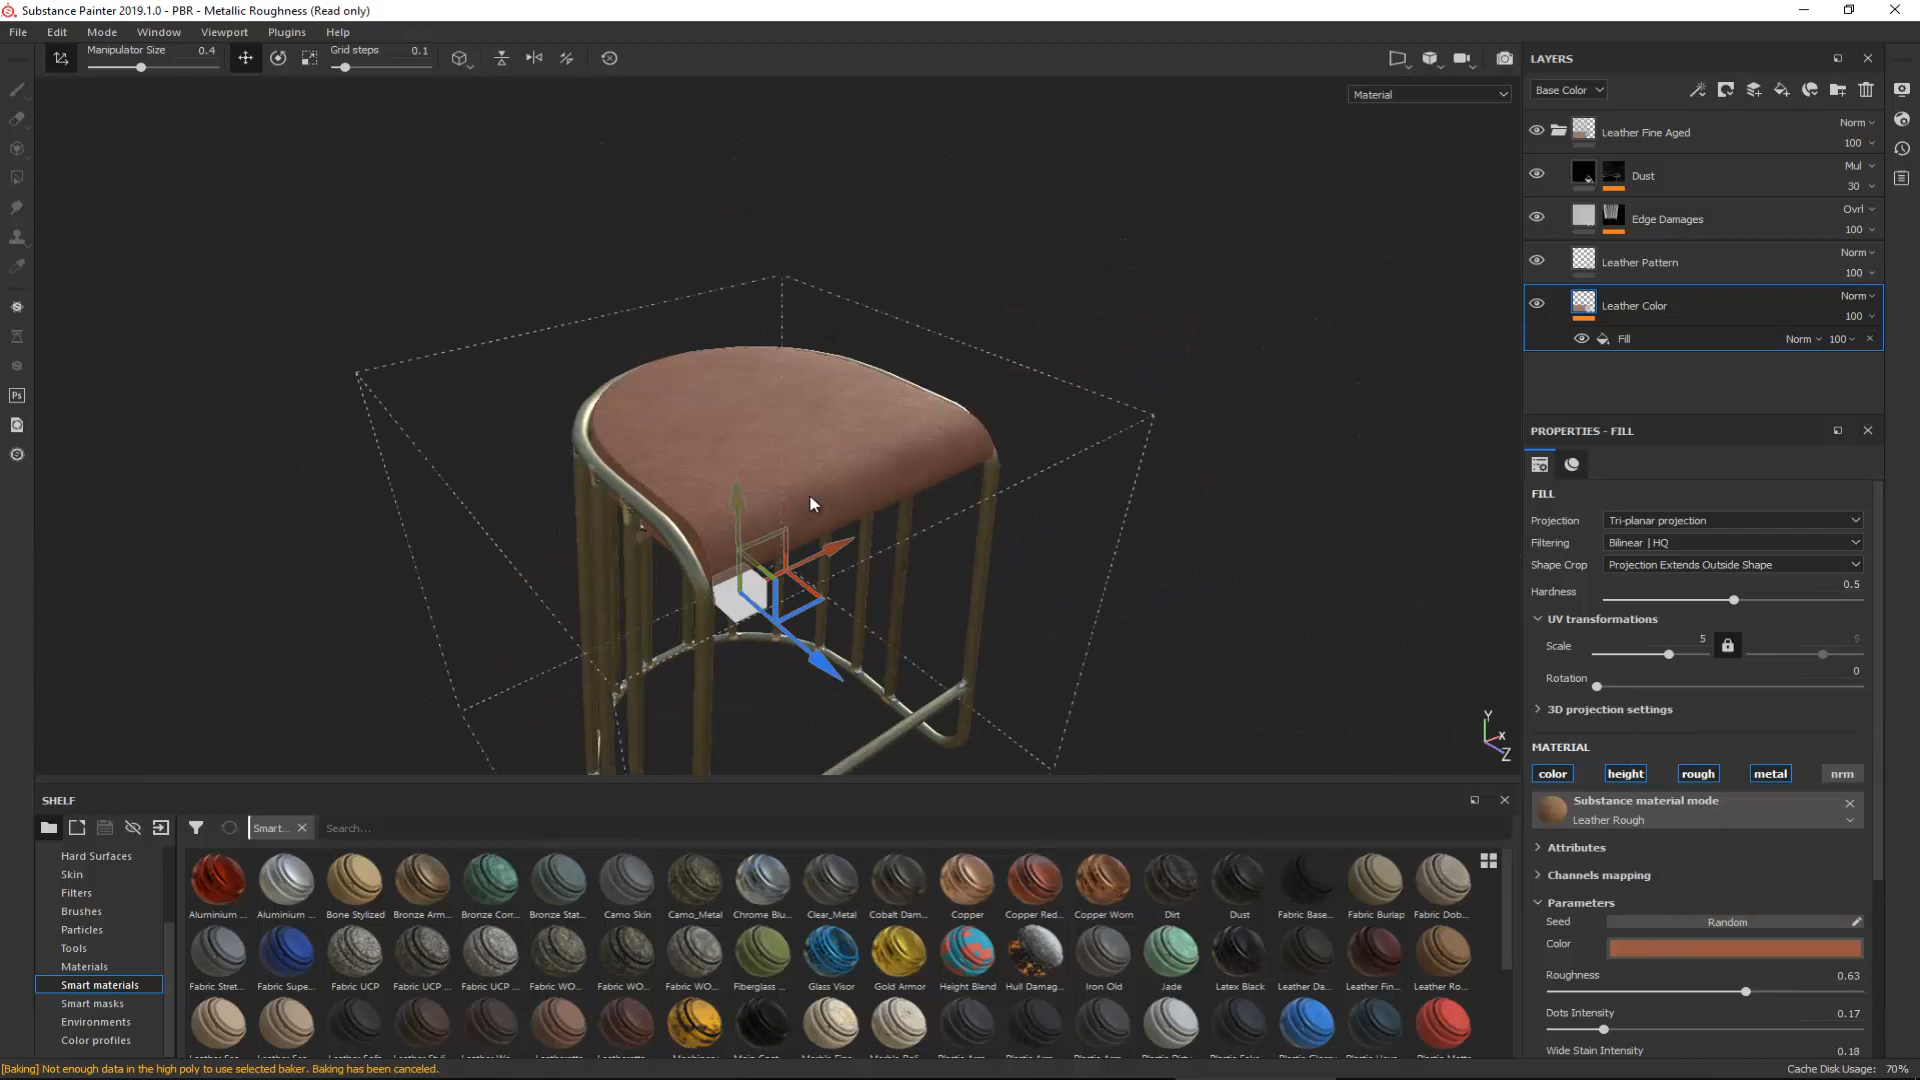 Substance Painter 2019.1.0 - PBR - Metallic Roughness (Read only)
File Edit Mode Window Viewport Plugins Help
Manipulator Size 0.4
Grid steps 0.1
Material
LAYERS
Base Color
Leather Fine Aged Norm 100
Dust Mul 30
Edge Damages Ovrl 100
Leather Pattern Norm 100
Leather Color Norm 100
Fill Norm 100
PROPERTIES - FILL
FILL
Projection Tri-planar projection
Filtering Bilinear | HQ
Shape Crop Projection Extends Outside Shape
Hardness 0.5
UV transformations
Scale 5 5
Rotation 0
3D projection settings
MATERIAL
color height rough metal nrm
Substance material mode
Leather Rough
Attributes
Channels mapping
Parameters
Seed Random
Color
Roughness 0.63
Dots Intensity 0.17
Wide Stain Intensity 0.18
Y
X
Z
Ps
SHELF
Smart...
Search...
Hard Surfaces
Skin
Filters
Brushes
Particles
Tools
Materials
Smart materials
Smart masks
Environments
Color profiles
Aluminium ... Aluminium ... Bone Stylized Bronze Arm... Bronze Corr... Bronze Stat... Camo Skin Camo_Metal Chrome Blu... Clear_Metal Cobalt Dam... Copper Copper Red... Copper Worn Dirt Dust Fabric Base... Fabric Burlap Fabric Dob...
Fabric Stret... Fabric Supe... Fabric UCP Fabric UCP ... Fabric UCP ... Fabric WO... Fabric WO... Fabric WO... Fiberglass ... Glass Visor Gold Armor Height Blend Hull Damag... Iron Old Jade Latex Black Leather Da... Leather Fin... Leather Ro...
[Baking] Not enough data in the high poly to use selected baker. Baking has been canceled.
Cache Disk Usage: 70%